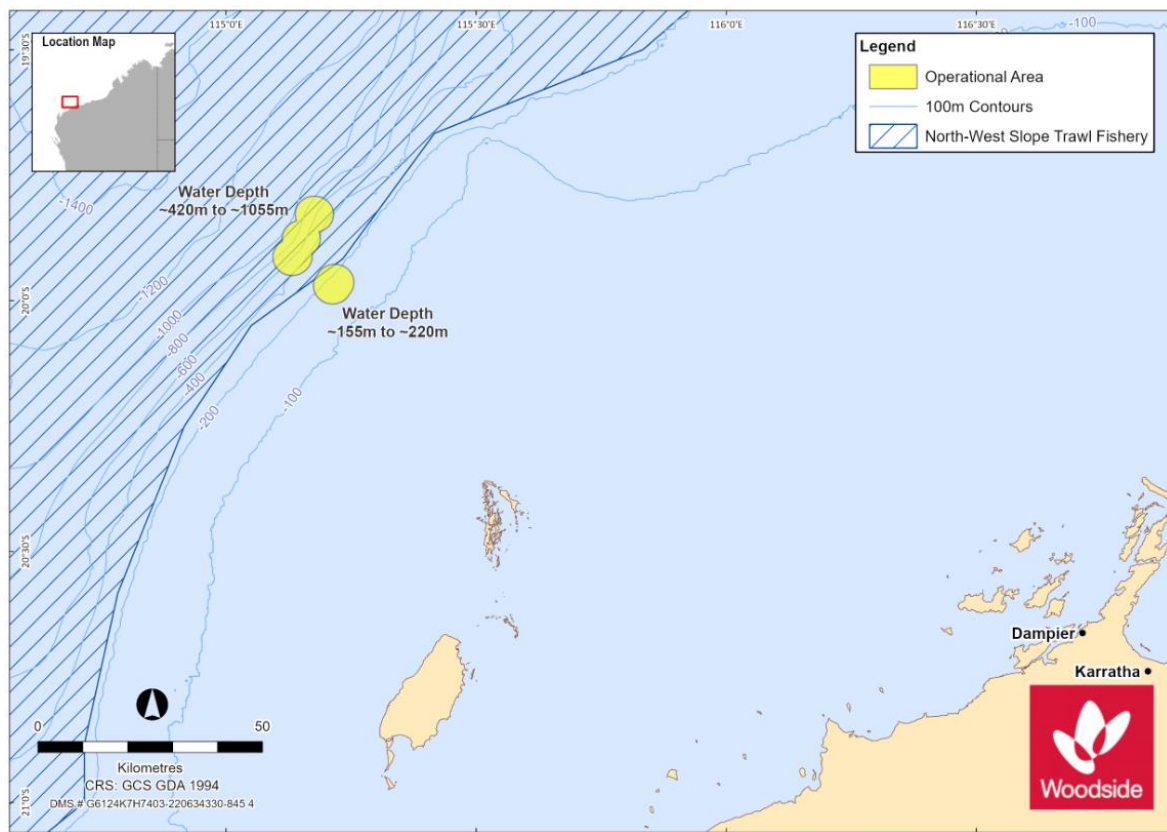 115°0'E
115°30'E
116°0'E
116°30'E
-100
19°30'S
Location Map
Legend
Operational Area
100m Contours
North-West Slope Trawl Fishery
Water Depth
~420m to ~1055m
-1400
20°0'S
-1200
-1000
-800
-600
-400
-200
-100
Water Depth
~155m to ~220m
20°30'S
Dampier
Karratha
0
50
Kilometres
CRS: GCS GDA 1994
DMS # G6124K7H7403-220634330-845 4
21°0'S
Woodside